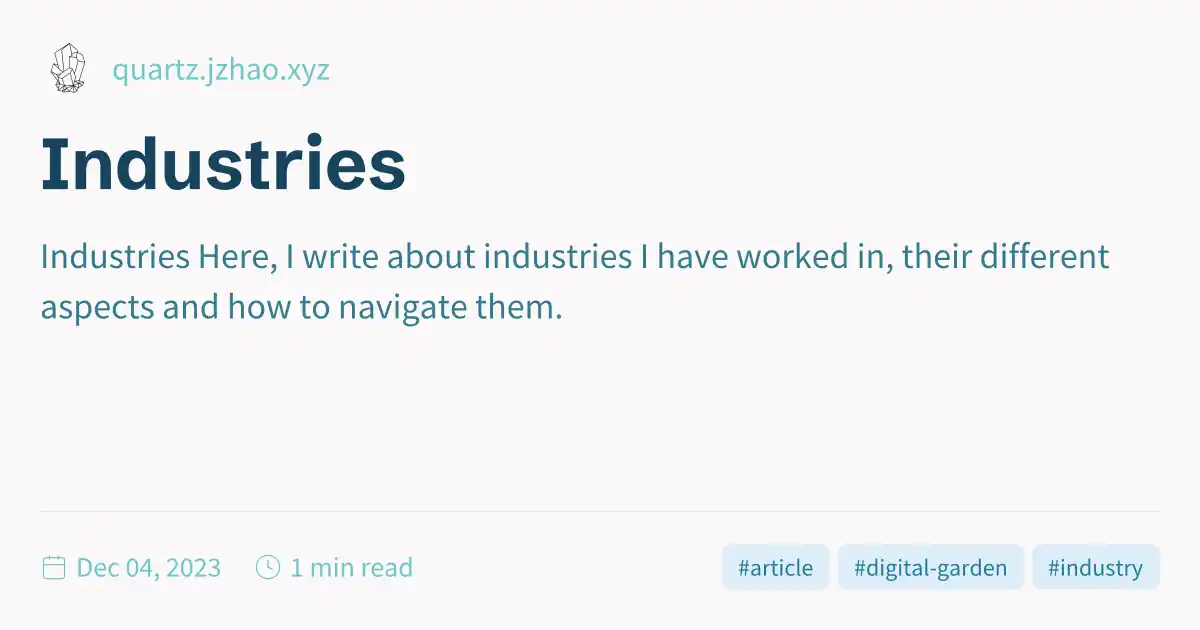 quartz.jzhao.xyz
Industries
Industries Here, I write about industries I have worked in, their different
aspects and how to navigate them.
Dec 04, 2023 1 min read #article #digital-garden #industry